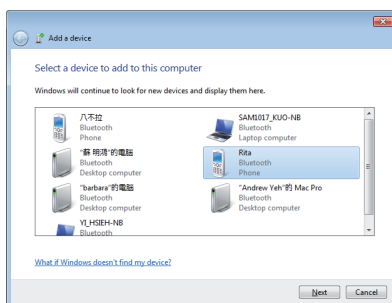 Add a device
Select a device to add to this computer
Windows will continue to look for new devices and display them here.
八不拉
Bluetooth
Phone
SAM1017_KUO-NB
Bluetooth
Laptop computer
"蘇 明鴻"的電腦
Bluetooth
Desktop computer
Rita
Bluetooth
Phone
"barbara"的電腦
Bluetooth
Desktop computer
"Andrew Yeh"的 Mac Pro
Bluetooth
Desktop computer
YI_HSIEH-NB
Bluetooth
What if Windows doesn't find my device?
Next
Cancel